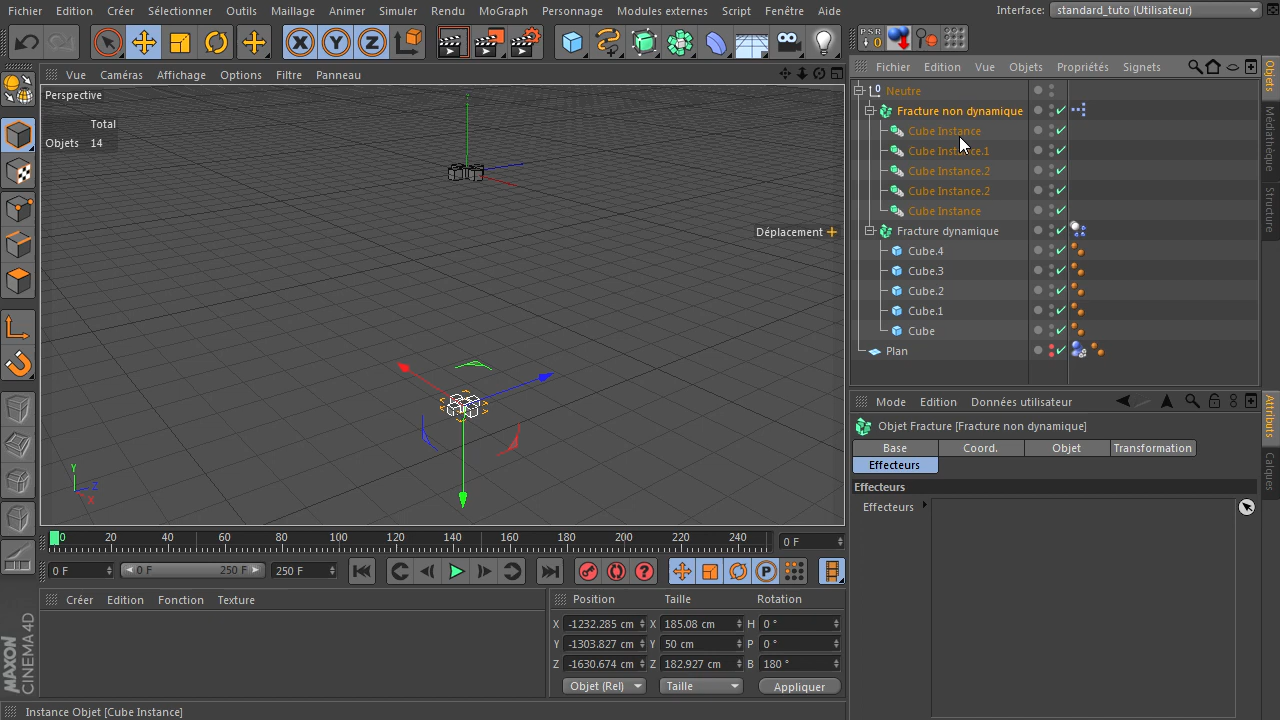 Fichier Edition Créer Sélectionner Outils Maillage Animer Simuler Rendu MoGraph Personnage Modules externes Script Fenêtre Aide Interface: standard_tuto (Utilisateur)
X Y Z PSR 0
Vue Caméras Affichage Options Filtre Panneau
Fichier Edition Vue Objets Propriétés Signets
Perspective
Total
Objets 14
Déplacement +
Neutre
Fracture non dynamique
Cube Instance
Cube Instance.1
Cube Instance.2
Cube Instance.2
Cube Instance
Fracture dynamique
Cube.4
Cube.3
Cube.2
Cube.1
Cube
Plan
Objets
Médiathèque
Structure
Mode Edition Données utilisateur
Objet Fracture [Fracture non dynamique]
Base Coord. Objet Transformation
Effecteurs
Effecteurs
Effecteurs
Attributs
Calques
Y
Z
X
0 20 40 60 80 100 120 140 160 180 200 220 240 0 F
0 F 0 F 250 F 250 F
Créer Edition Fonction Texture
Position Taille Rotation
X -1232.285 cm X 185.08 cm H 0 °
Y -1303.827 cm Y 50 cm P 0 °
Z -1630.674 cm Z 182.927 cm B 180 °
Objet (Rel) Taille Appliquer
MAXON CINEMA 4D
Instance Objet [Cube Instance]